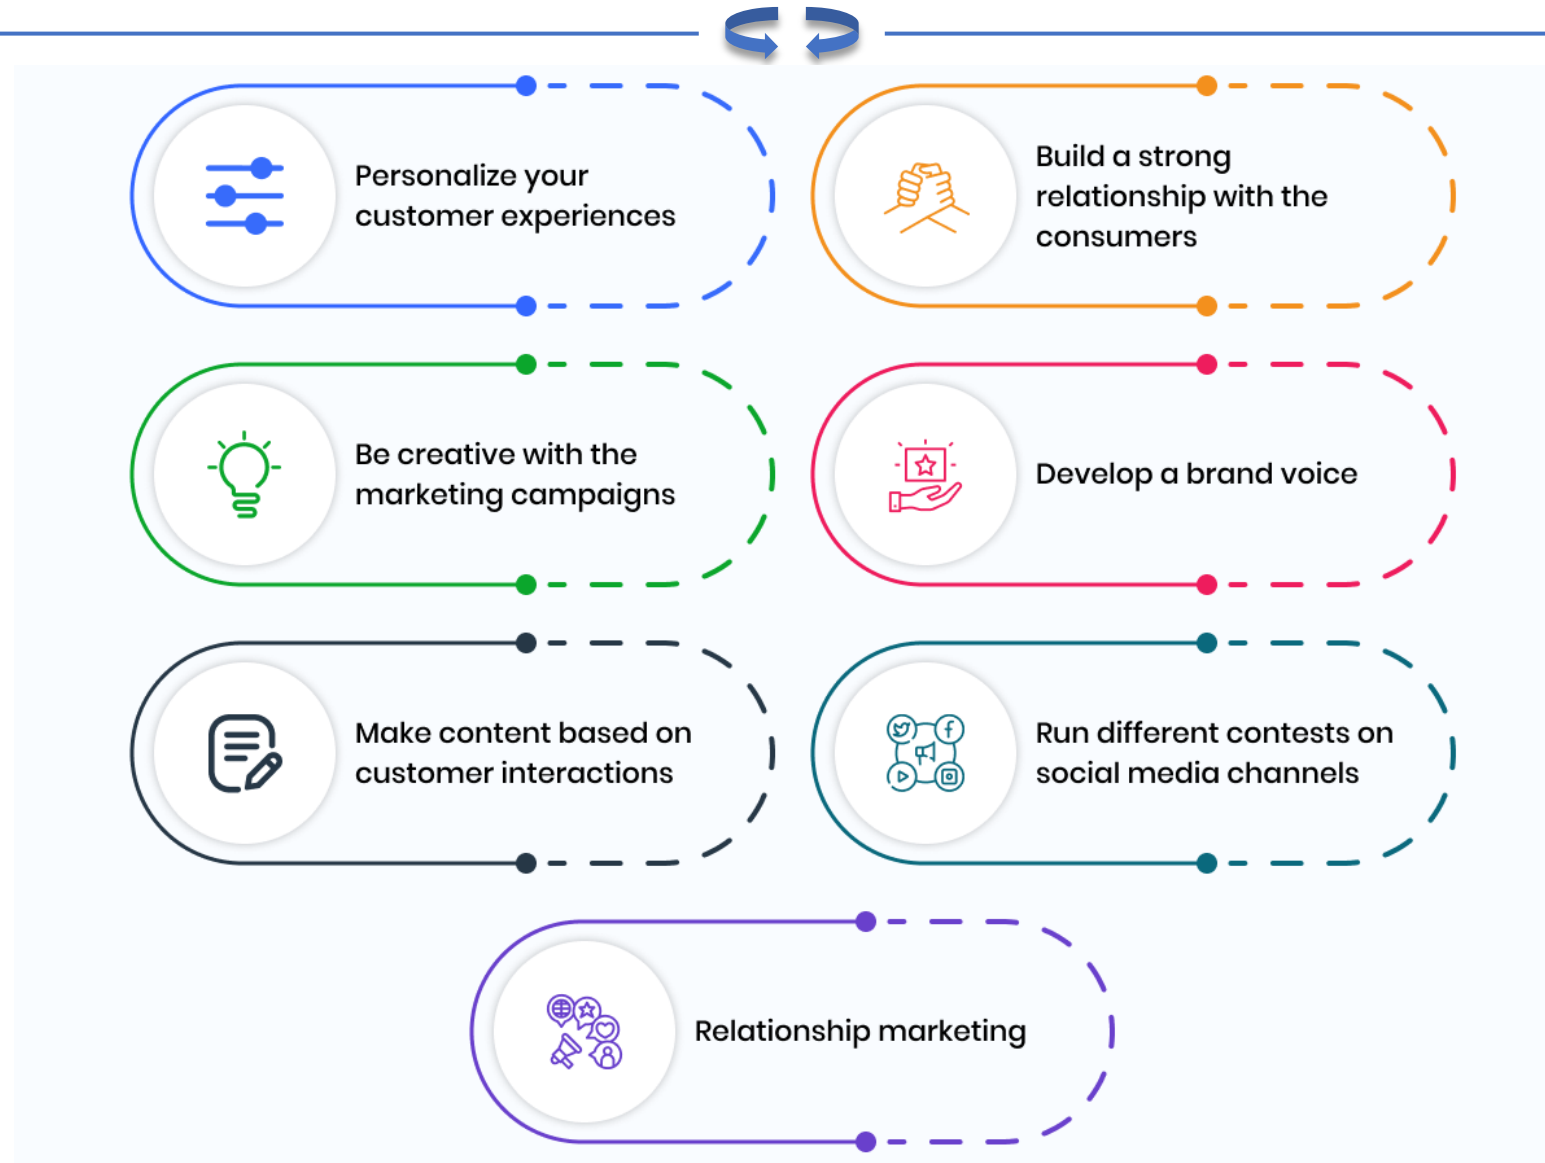 Personalize your
customer experiences
Build a strong
relationship with the
consumers
Be creative with the
marketing campaigns
Develop a brand voice
Make content based on
customer interactions
Run different contests on
social media channels
Relationship marketing